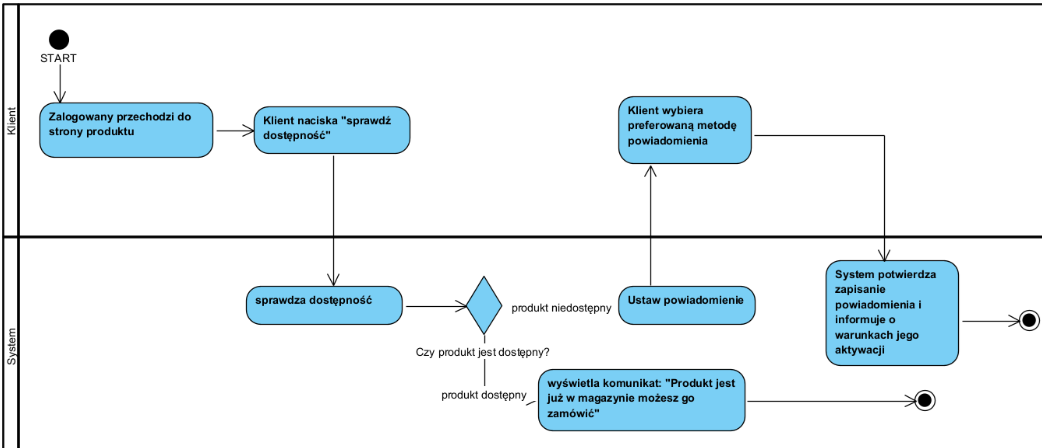 Klient
START
Zalogowany przechodzi do
strony produktu
Klient naciska "sprawdź
dostępność"
Klient wybiera
preferowaną metodę
powiadomienia
System
sprawdza dostępność
produkt niedostępny
Ustaw powiadomienie
System potwierdza
zapisanie
powiadomienia i
informuje o
warunkach jego
aktywacji
Czy produkt jest dostępny?
produkt dostępny
wyświetla komunikat: "Produkt jest
już w magazynie możesz go
zamówić"